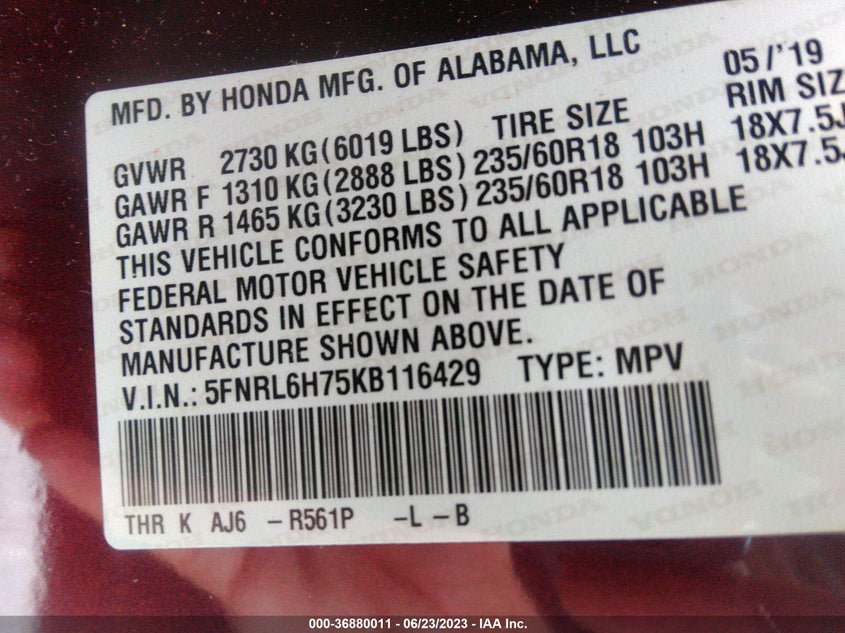 MFD. BY HONDA MFG. OF ALABAMA, LLC 05/'19
TIRE SIZE RIM SIZ
GVWR 2730 KG (6019 LBS)
GAWR F 1310 KG (2888 LBS) 235/60R18 103H 18X7.5J
GAWR R 1465 KG (3230 LBS) 235/60R18 103H 18X7.5J
THIS VEHICLE CONFORMS TO ALL APPLICABLE
FEDERAL MOTOR VEHICLE SAFETY
STANDARDS IN EFFECT ON THE DATE OF
MANUFACTURE SHOWN ABOVE.
V.I.N.: 5FNRL6H75KB116429 TYPE: MPV
THR K AJ6 -R561P -L-B
000-36880011 - 06/23/2023 - IAA Inc.